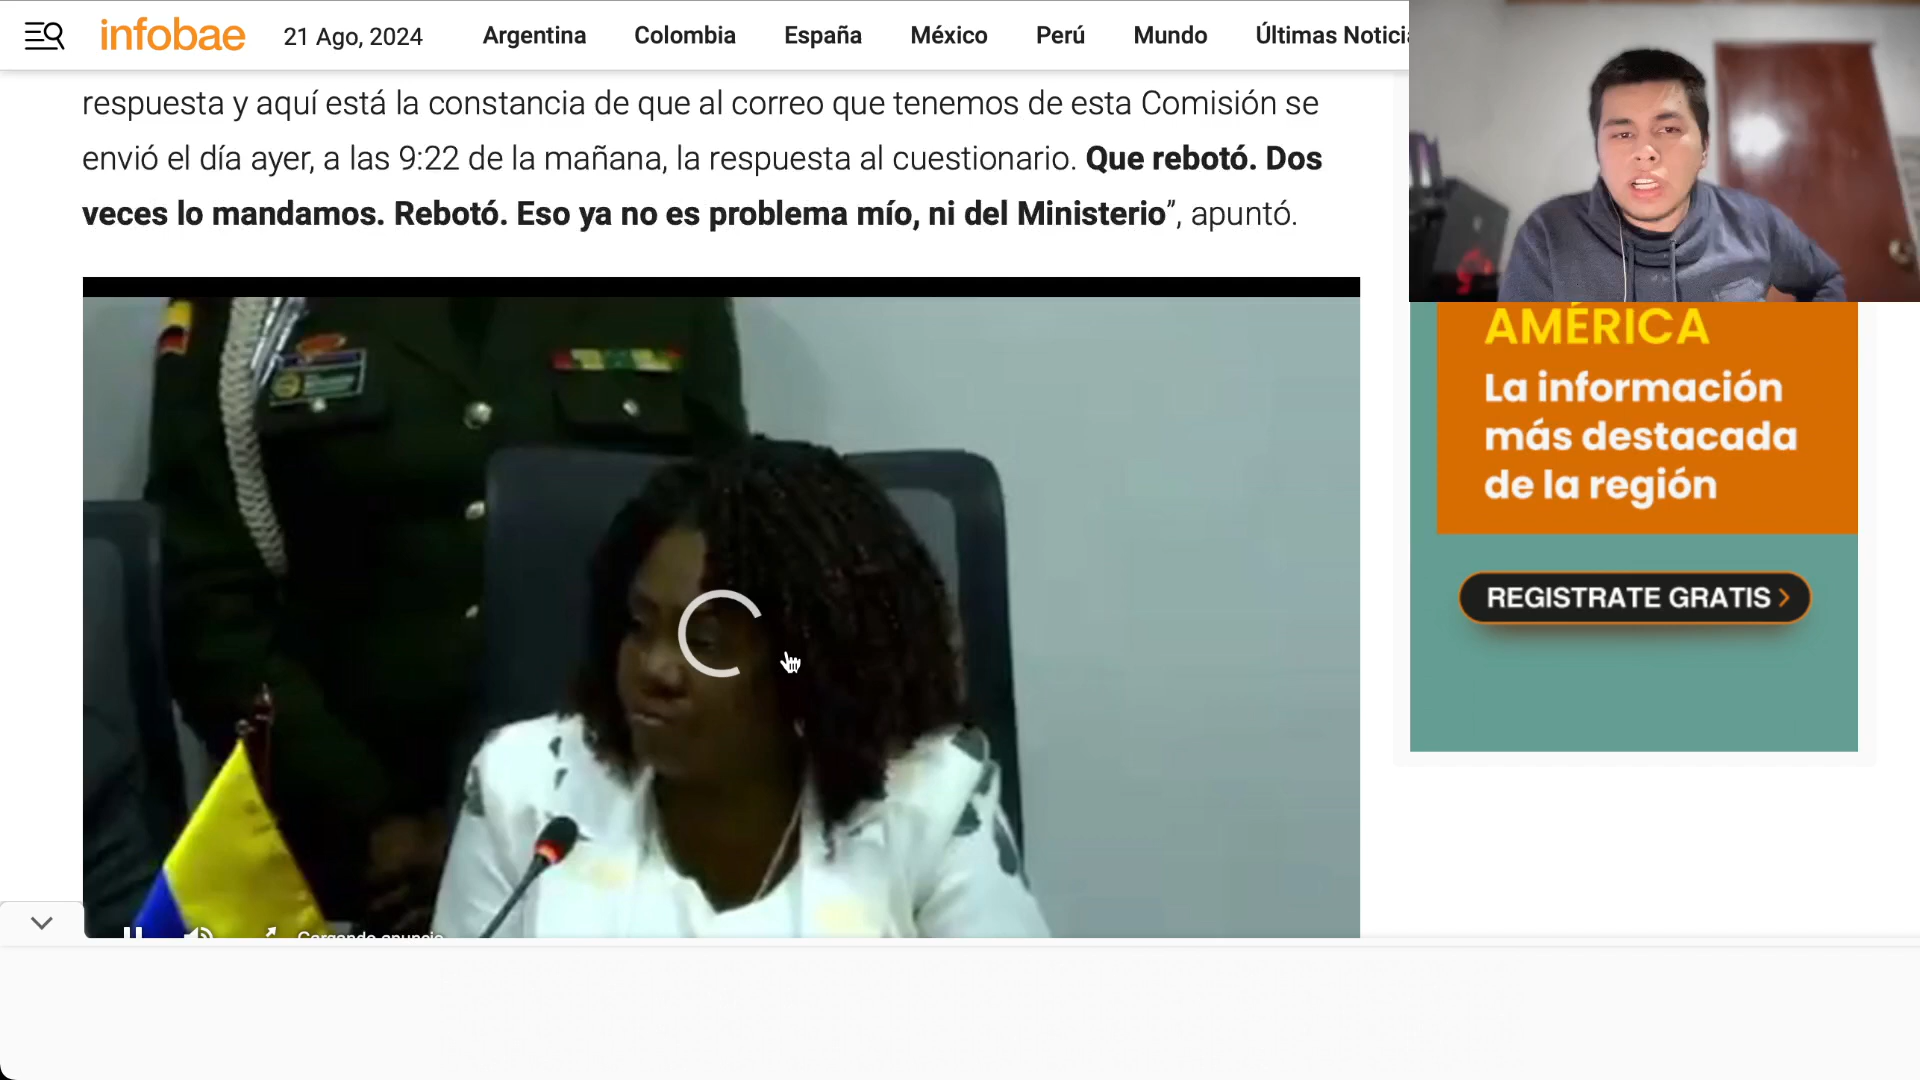 infobae
21 Ago, 2024
Argentina
Colombia
España
México
Perú
Mundo
Últimas
respuesta y aquí está la constancia de que al correo que tenemos de esta Comisión se
envió el día ayer, a las 9:22 de la mañana, la respuesta al cuestionario. Que rebotó. Dos
veces lo mandamos. Rebotó. Eso ya no es problema mío, ni del Ministerio”, apuntó.
AMÉRICA
La información
más destacada
de la región
REGISTRATE GRATIS
Cargando anuncio